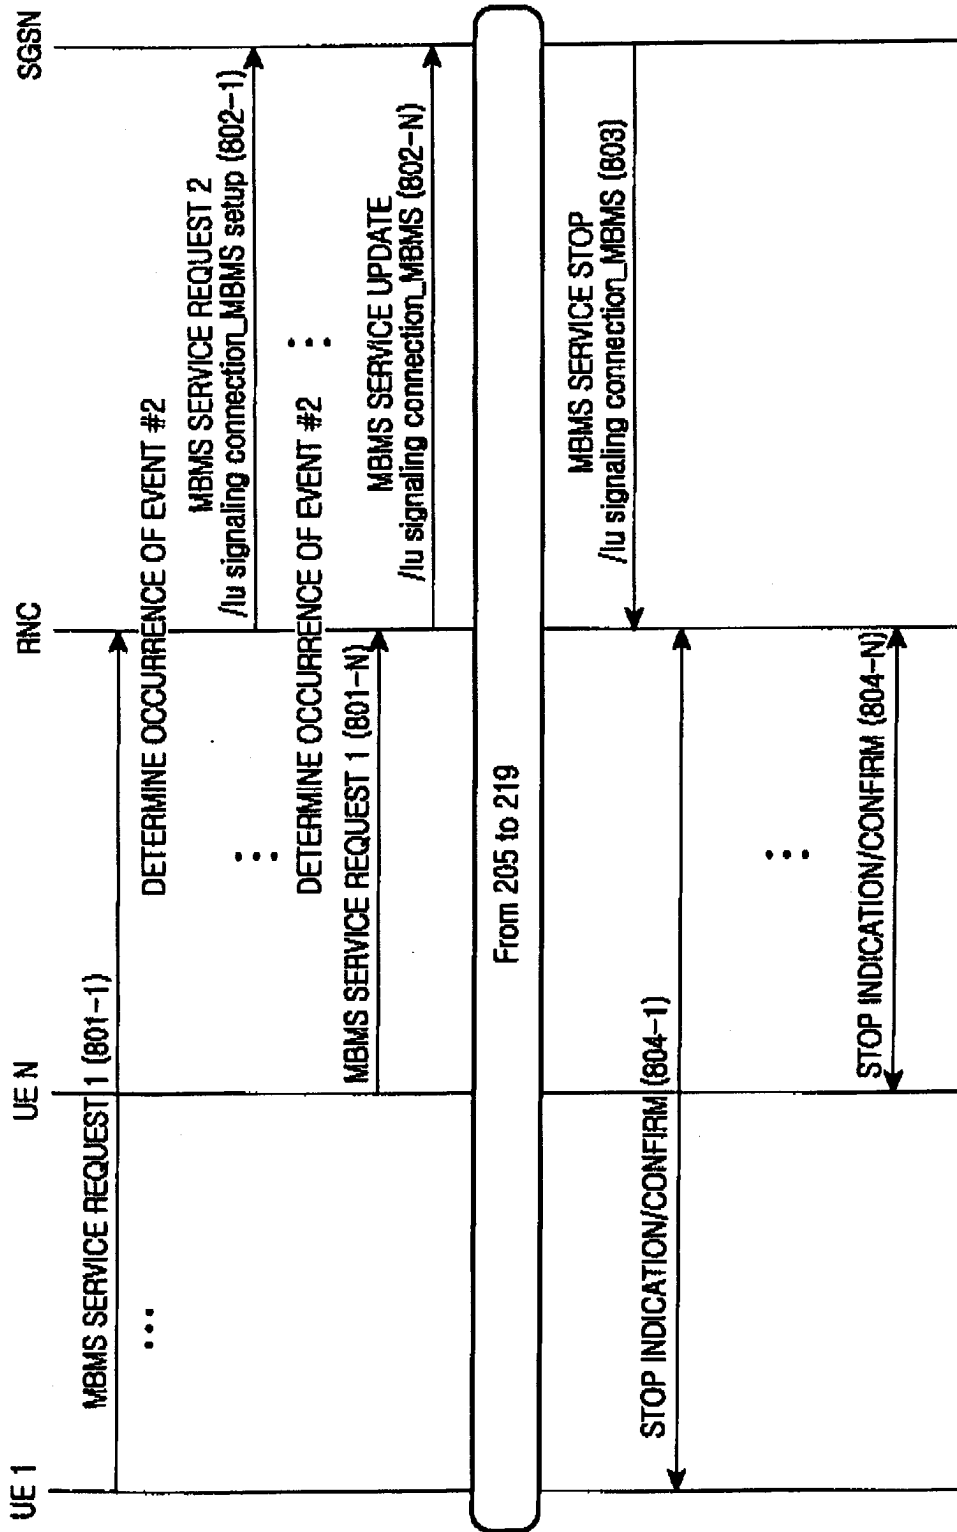 UE 1
UE N
RNC
SGSN
MBMS SERVICE REQUEST 1 (801-1)
...
DETERMINE OCCURRENCE OF EVENT #2
MBMS SERVICE REQUEST 2
/Iu signaling connection_MBMS setup (802-1)
...
...
DETERMINE OCCURRENCE OF EVENT #2
MBMS SERVICE REQUEST 1 (801-N)
MBMS SERVICE UPDATE
/Iu signaling connection_MBMS (802-N)
From 205 to 219
MBMS SERVICE STOP
/Iu signaling connection_MBMS (803)
STOP INDICATION/CONFIRM (804-1)
...
STOP INDICATION/CONFIRM (804-N)